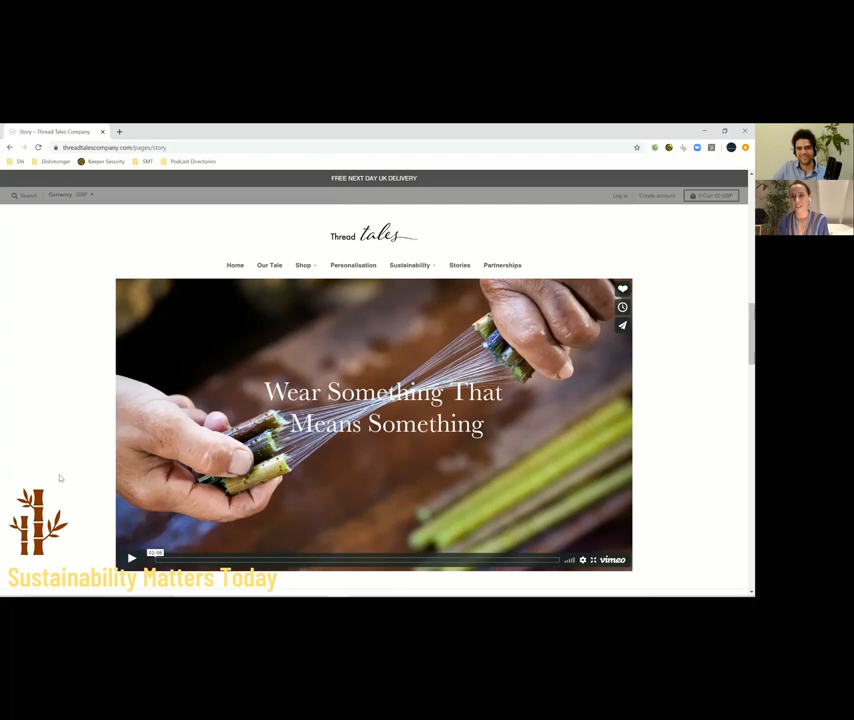 Story – Thread Tales Company
threadtalescompany.com/pages/story
DA
Dishmonger
Keeper Security
SMT
Podcast Directories
FREE NEXT DAY UK DELIVERY
Search
Currency GBP
Log in
Create account
0 Cart £0 GBP
Thread tales
Home
Our Tale
Shop
Personalisation
Sustainability
Stories
Partnerships
Wear Something That
Means Something
02:08
vimeo
Sustainability Matters Today